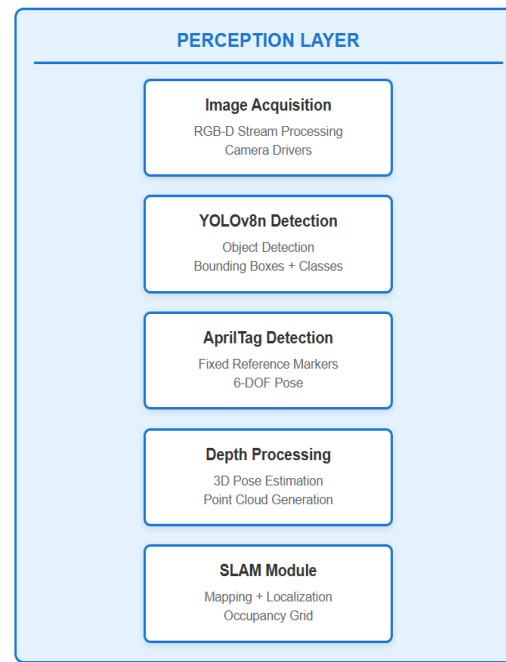 PERCEPTION LAYER
Image Acquisition
RGB-D Stream Processing
Camera Drivers
YOLOv8n Detection
Object Detection
Bounding Boxes + Classes
AprilTag Detection
Fixed Reference Markers
6-DOF Pose
Depth Processing
3D Pose Estimation
Point Cloud Generation
SLAM Module
Mapping + Localization
Occupancy Grid